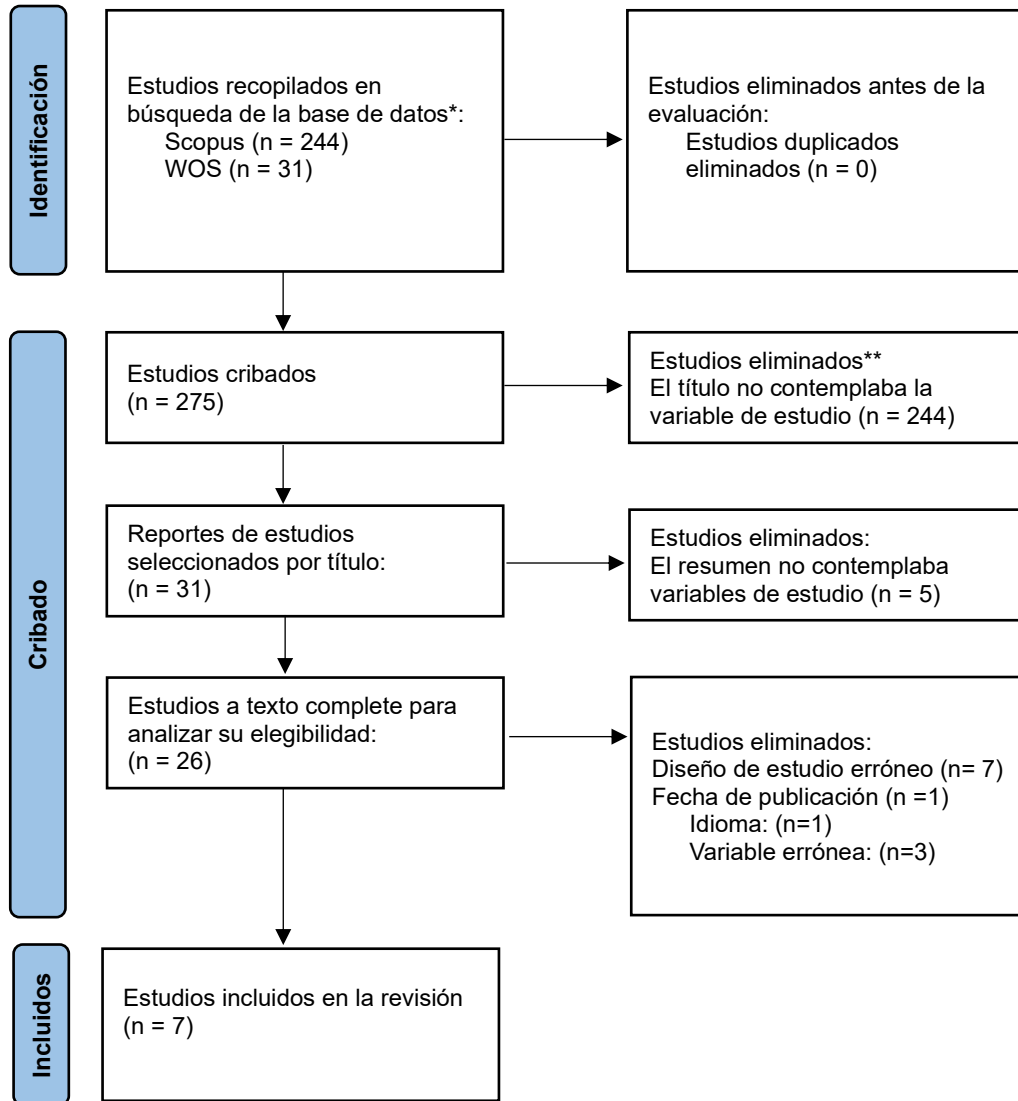 Identificación
Estudios recopilados en
búsqueda de la base de datos*:
Scopus (n = 244)
WOS (n = 31)
Estudios eliminados antes de la
evaluación:
Estudios duplicados
eliminados (n = 0)
Cribado
Estudios cribados
(n = 275)
Estudios eliminados**
El título no contemplaba la
variable de estudio (n = 244)
Reportes de estudios
seleccionados por título:
(n = 31)
Estudios eliminados:
El resumen no contemplaba
variables de estudio (n = 5)
Estudios a texto complete para
analizar su elegibilidad:
(n = 26)
Estudios eliminados:
Diseño de estudio erróneo (n= 7)
Fecha de publicación (n =1)
Idioma: (n=1)
Variable errónea: (n=3)
Incluidos
Estudios incluidos en la revisión
(n = 7)